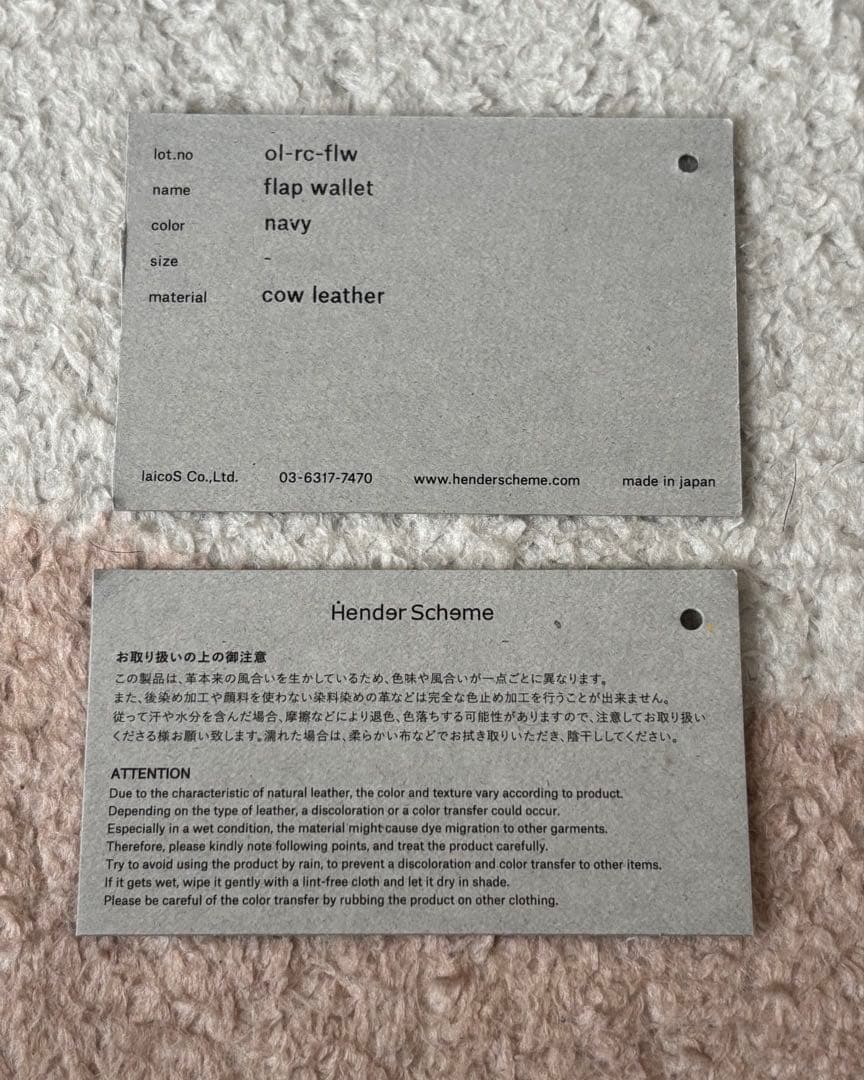 lot.no ol-rc-flw
name flap wallet
color navy
size -
material cow leather
laicoS Co.,Ltd. 03-6317-7470 www.henderscheme.com made in japan
Hender Scheme
お取り扱いの上の御注意
この製品は、革本来の風合いを生かしているため、色味や風合いが一点ごとに異なります。
また、後染め加工や顔料を使わない染料染めの革などは完全な色止め加工を行うことが出来ません。
従って汗や水分を含んだ場合、摩擦などにより退色、色落ちする可能性がありますので、注意してお取り扱い
くださる様お願い致します。濡れた場合は、柔らかい布などでお拭き取りいただき、陰干ししてください。
ATTENTION
Due to the characteristic of natural leather, the color and texture vary according to product.
Depending on the type of leather, a discoloration or a color transfer could occur.
Especially in a wet condition, the material might cause dye migration to other garments.
Therefore, please kindly note following points, and treat the product carefully.
Try to avoid using the product by rain, to prevent a discoloration and color transfer to other items.
If it gets wet, wipe it gently with a lint-free cloth and let it dry in shade.
Please be careful of the color transfer by rubbing the product on other clothing.